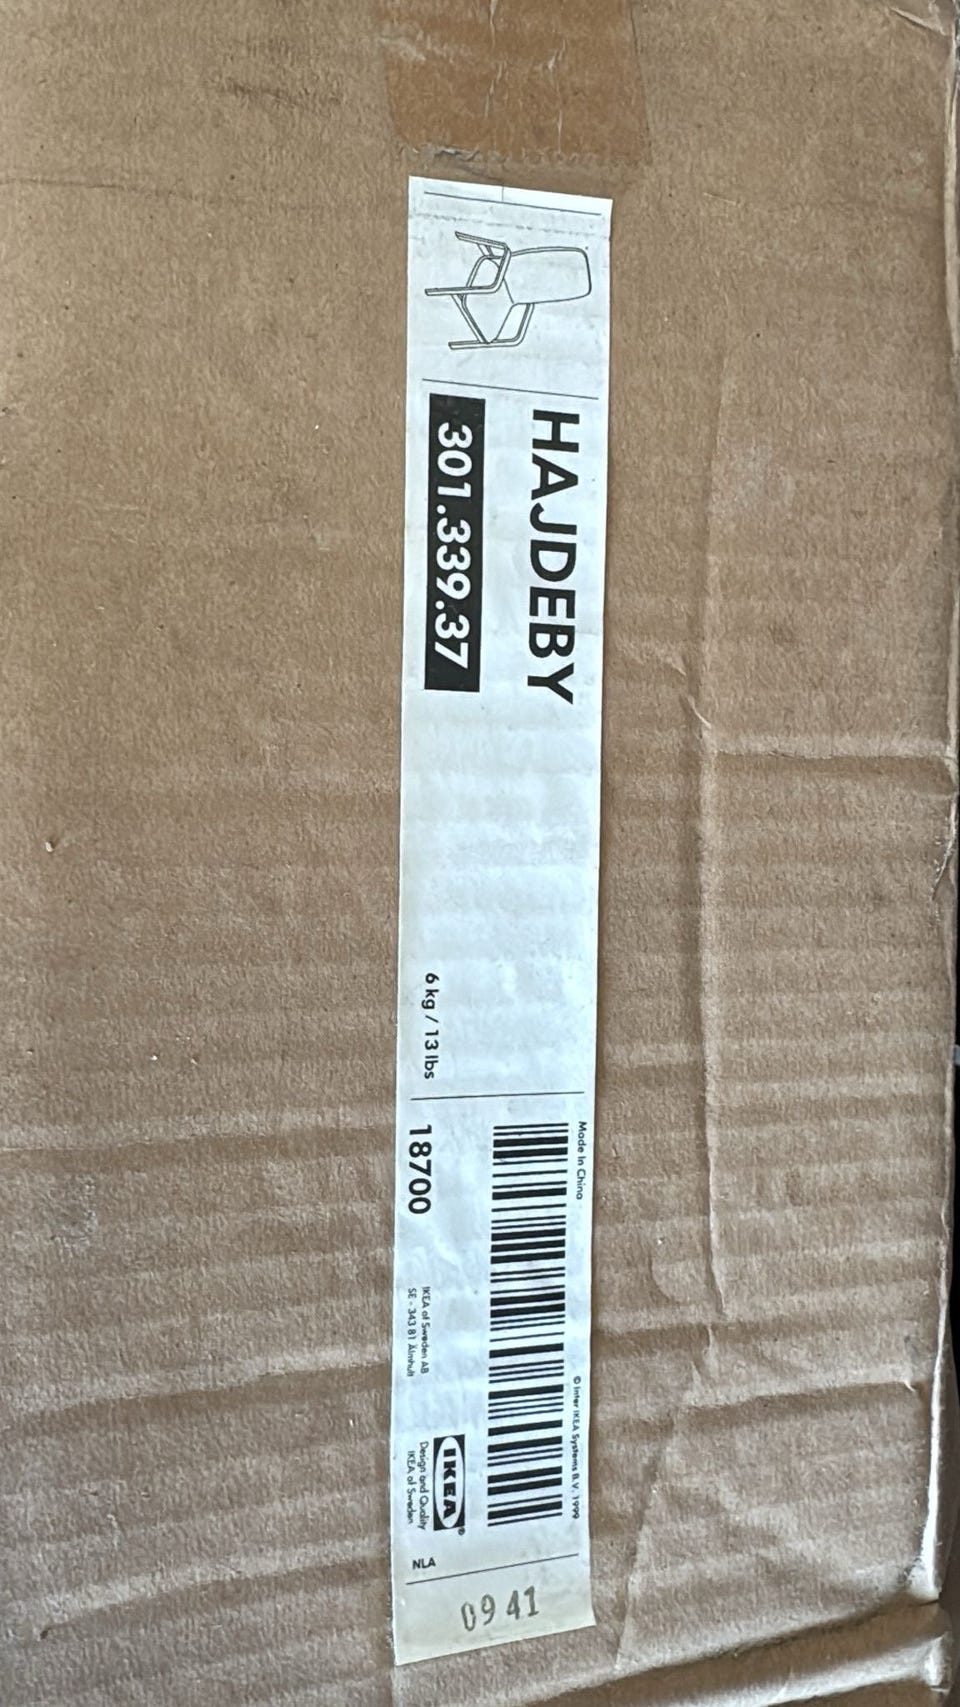 HAJDEBY
301.339.37
6 kg / 13 lbs
Made in China
© Inter IKEA Systems B.V. 1999
18700
IKEA of Sweden AB
SE - 343 81 Älmhult
IKEA®
Design and Quality
IKEA of Sweden
NLA
0941